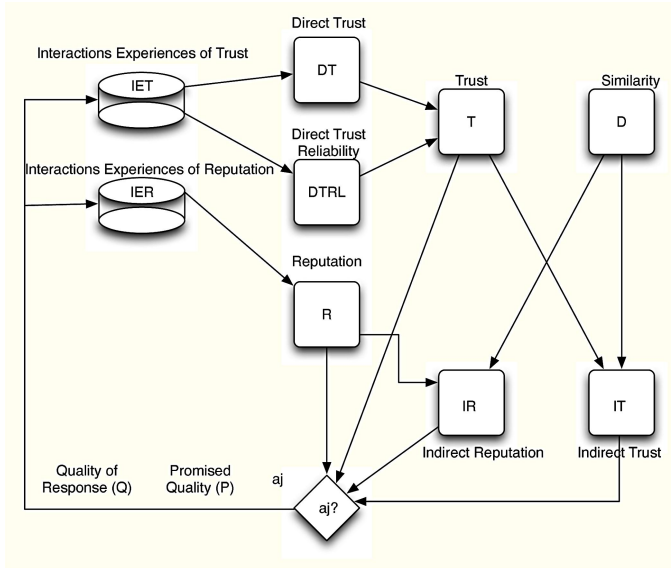 Direct Trust
Interactions Experiences of Trust
DT
IET
Trust
Similarity
T
D
Direct Trust
Reliability
Interactions Experiences of Reputation
IER
DTRL
Reputation
R
IR
IT
Indirect Reputation
Indirect Trust
Quality of
Response (Q)
Promised
Quality (P)
aj
aj?